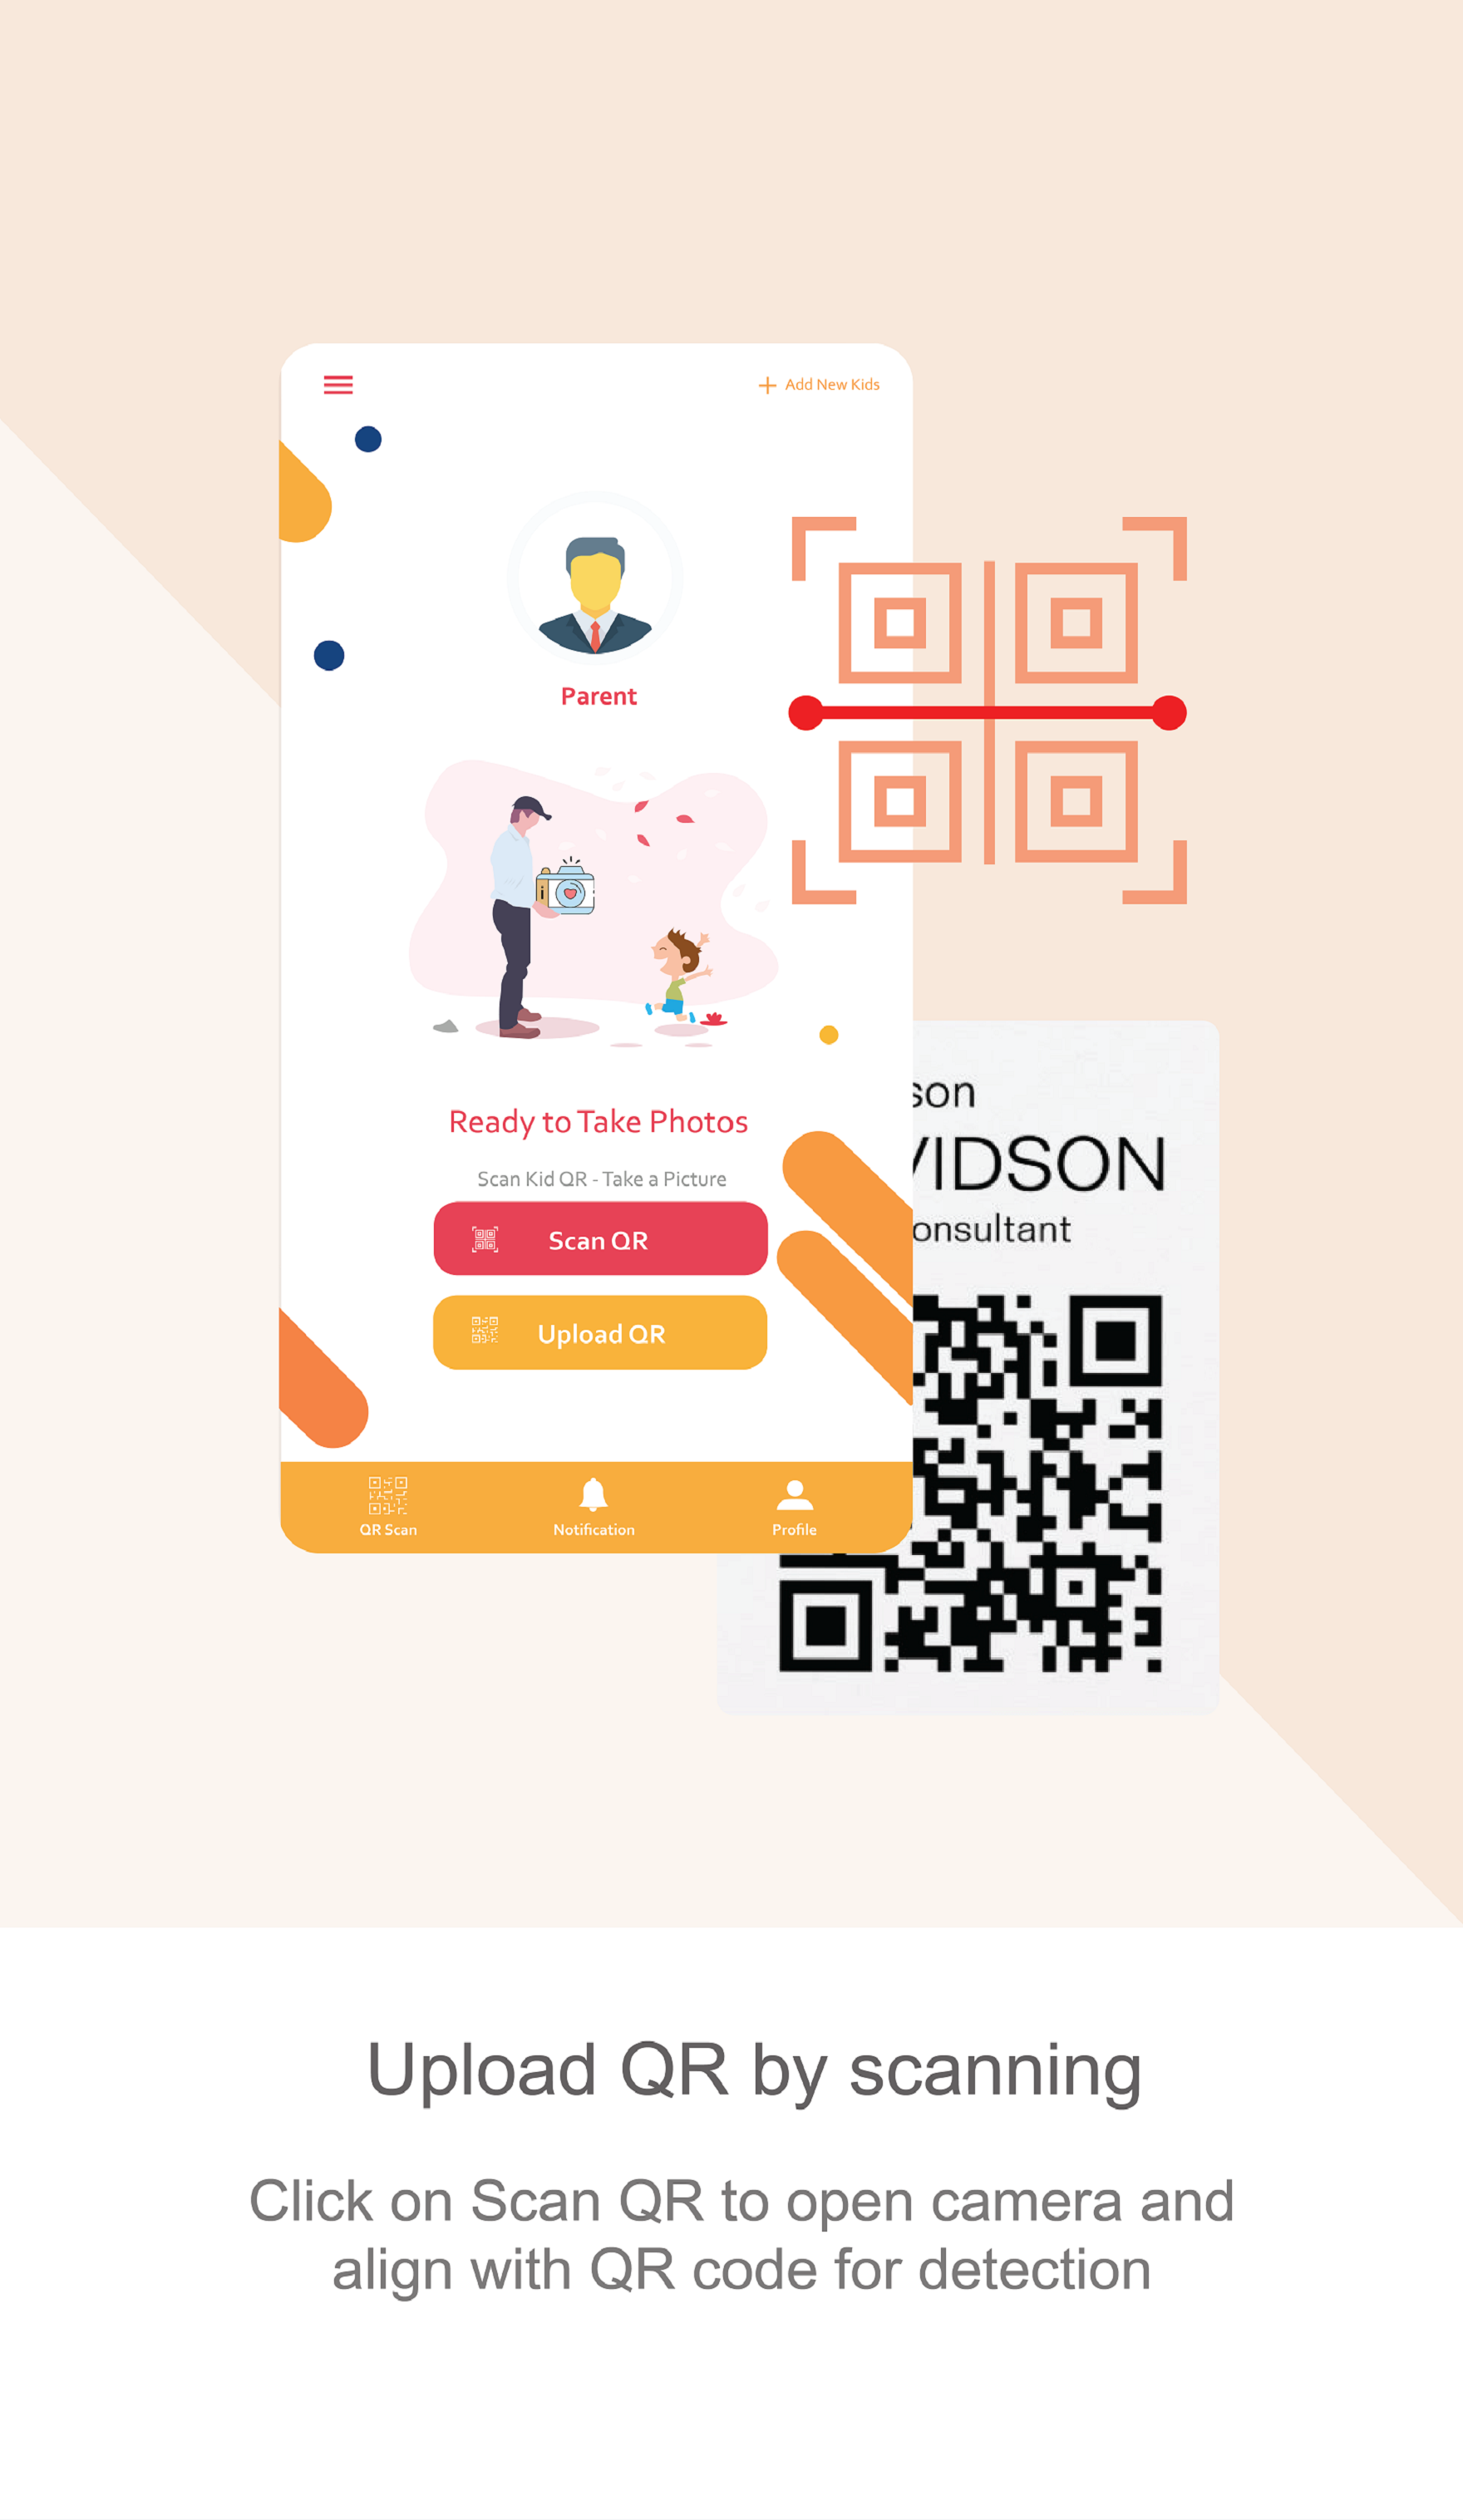 Add New Kids
Parent
Ready to Take Photos
Scan Kid QR - Take a Picture
Scan QR
Upload QR
QR Scan
Notification
Profile
son
VIDSON
onsultant
Upload QR by scanning
Click on Scan QR to open camera and
align with QR code for detection